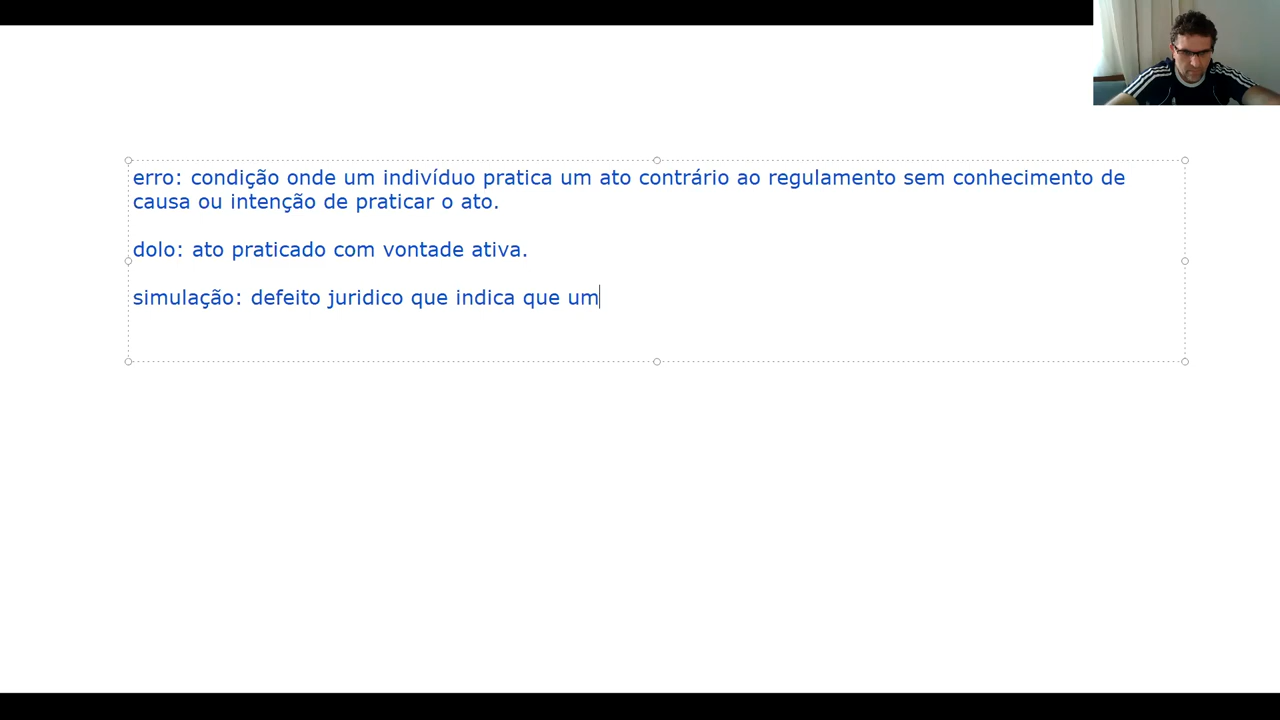 erro: condição onde um indivíduo pratica um ato contrário ao regulamento sem conhecimento de
causa ou intenção de praticar o ato.
dolo: ato praticado com vontade ativa.
simulação: defeito juridico que indica que um